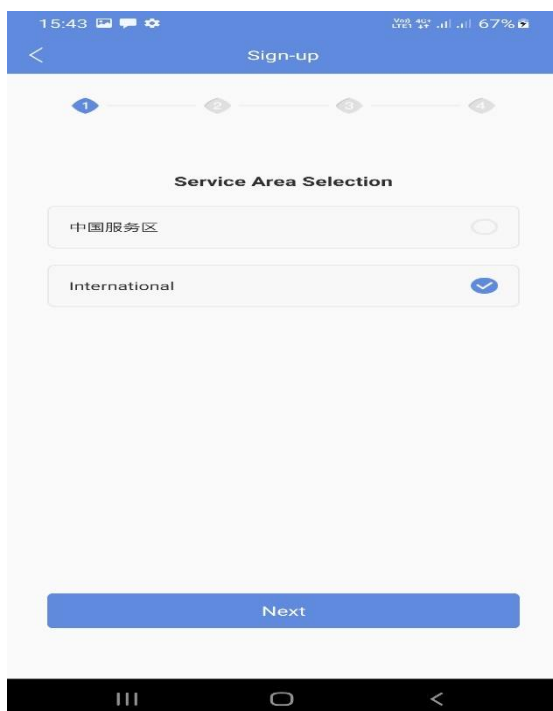 15:43 67%
Sign-up
1 2 3 4
Service Area Selection
中国服务区
International
Next